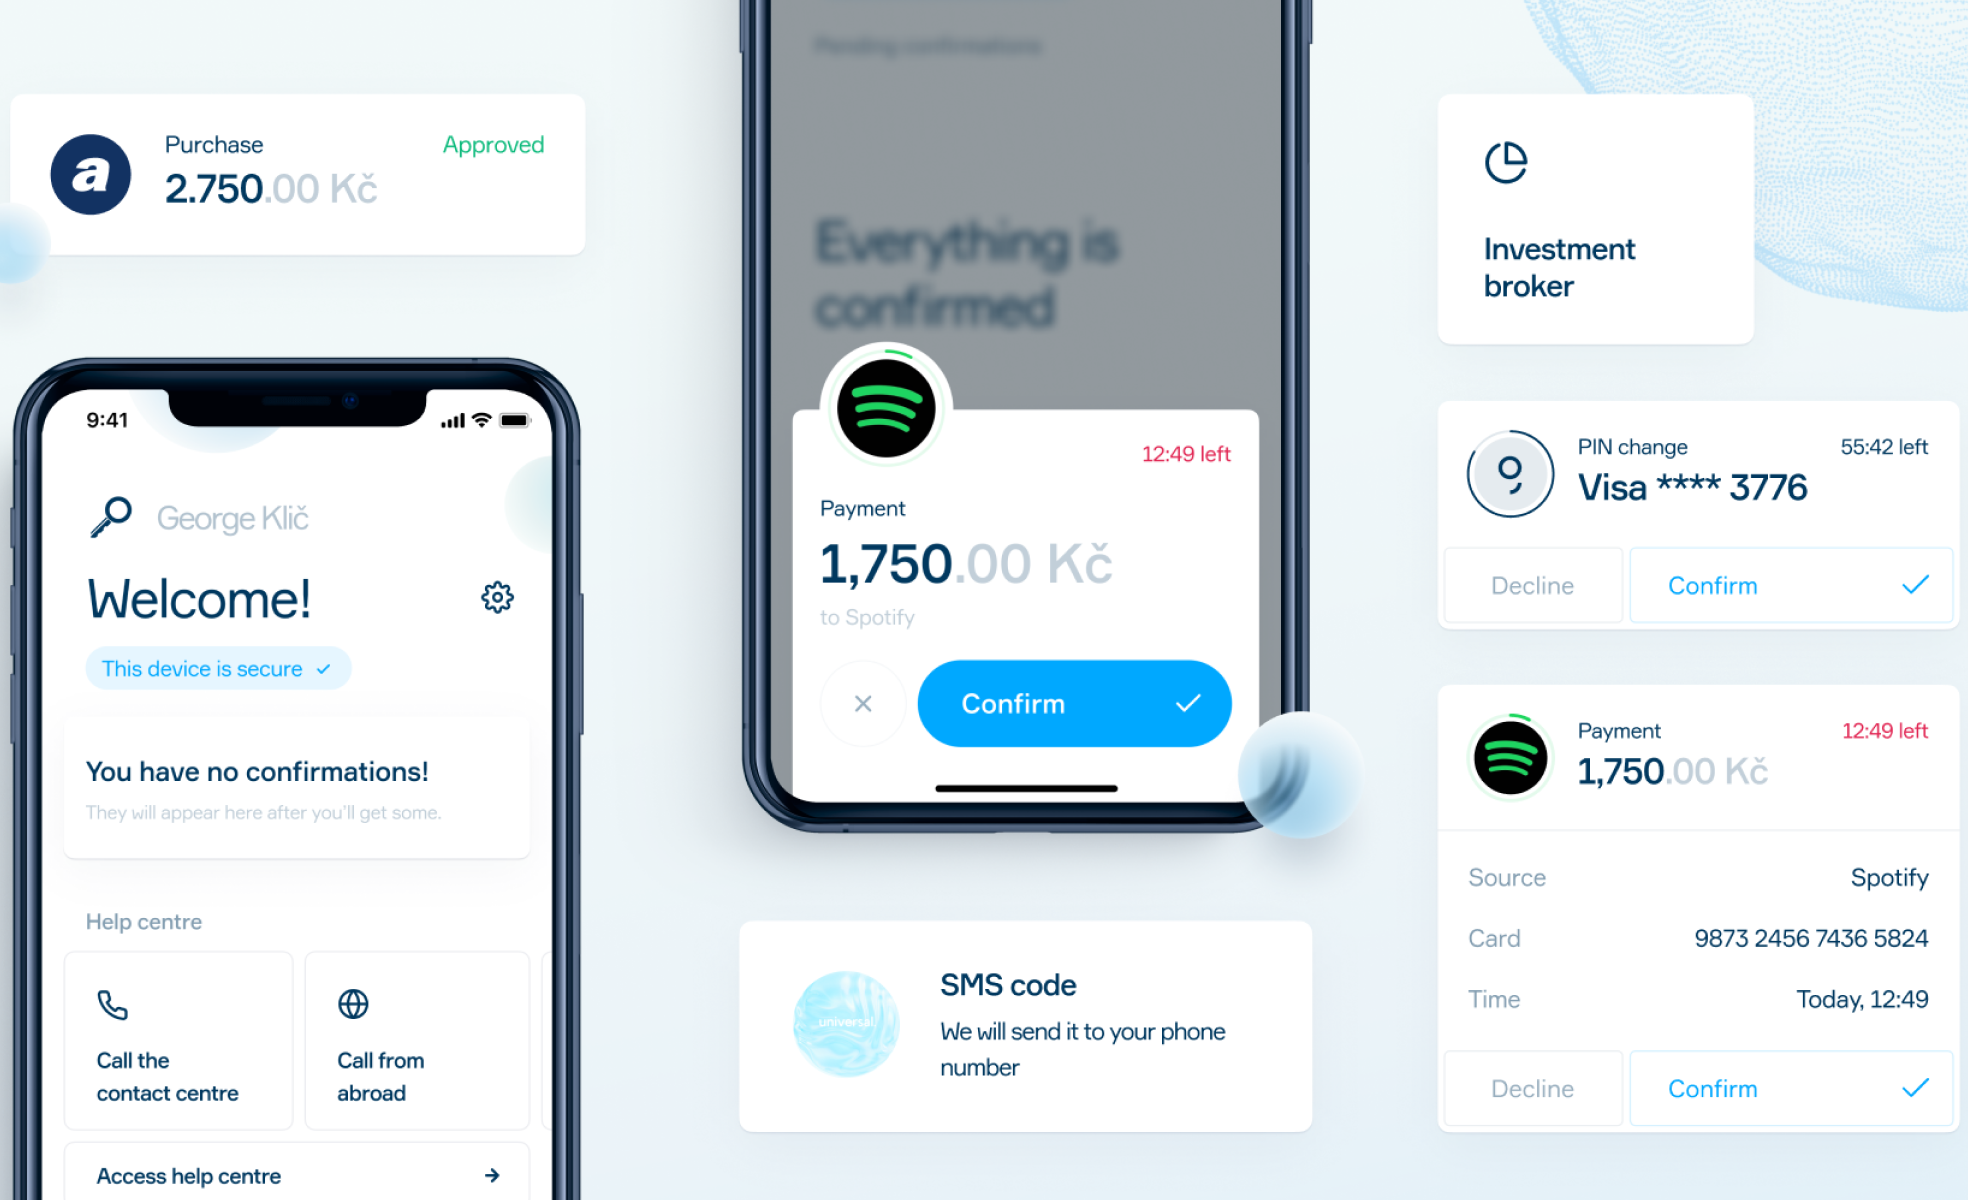 Purchase
Approved
a
2.750.00 Kč
9:41
George Klič
Welcome!
This device is secure
You have no confirmations!
They will appear here after you'll get some.
Help centre
Call the
contact centre
Call from
abroad
Access help centre
Pending confirmations
Everything is
confirmed
12:49 left
Payment
1,750.00 Kč
to Spotify
Confirm
universal
SMS code
We will send it to your phone
number
Investment
broker
PIN change
55:42 left
Visa **** 3776
Decline
Confirm
Payment
12:49 left
1,750.00 Kč
Source
Spotify
Card
9873 2456 7436 5824
Time
Today, 12:49
Decline
Confirm